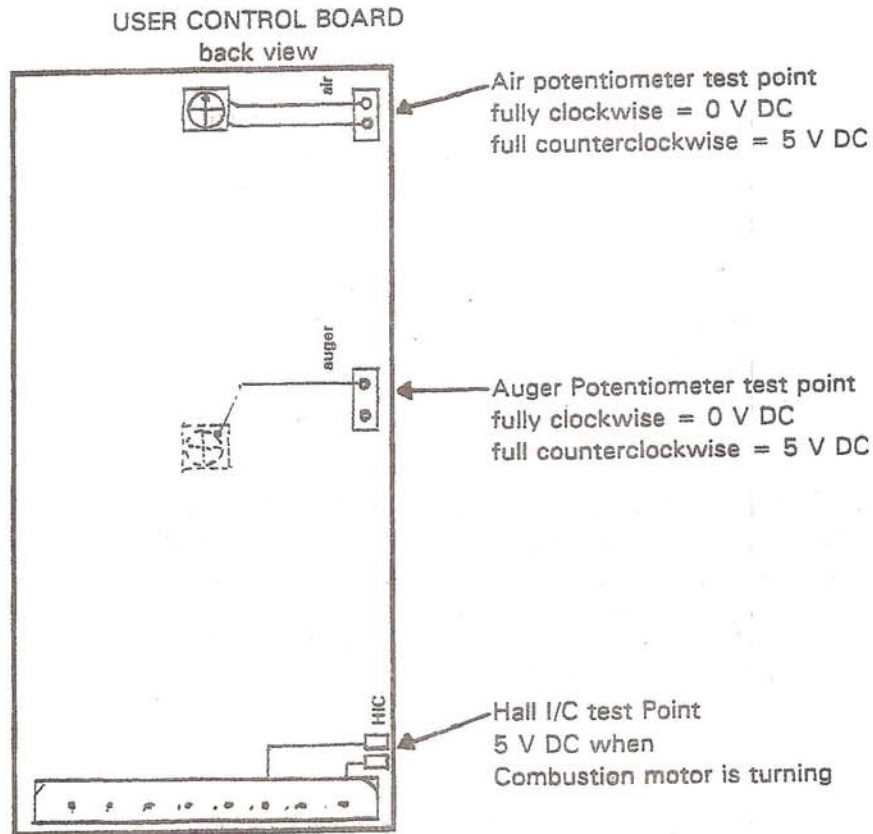 USER CONTROL BOARD
back view
air
Air potentiometer test point
fully clockwise = 0 V DC
full counterclockwise = 5 V DC
auger
Auger Potentiometer test point
fully clockwise = 0 V DC
full counterclockwise = 5 V DC
HIC
Hall I/C test Point
5 V DC when
Combustion motor is turning